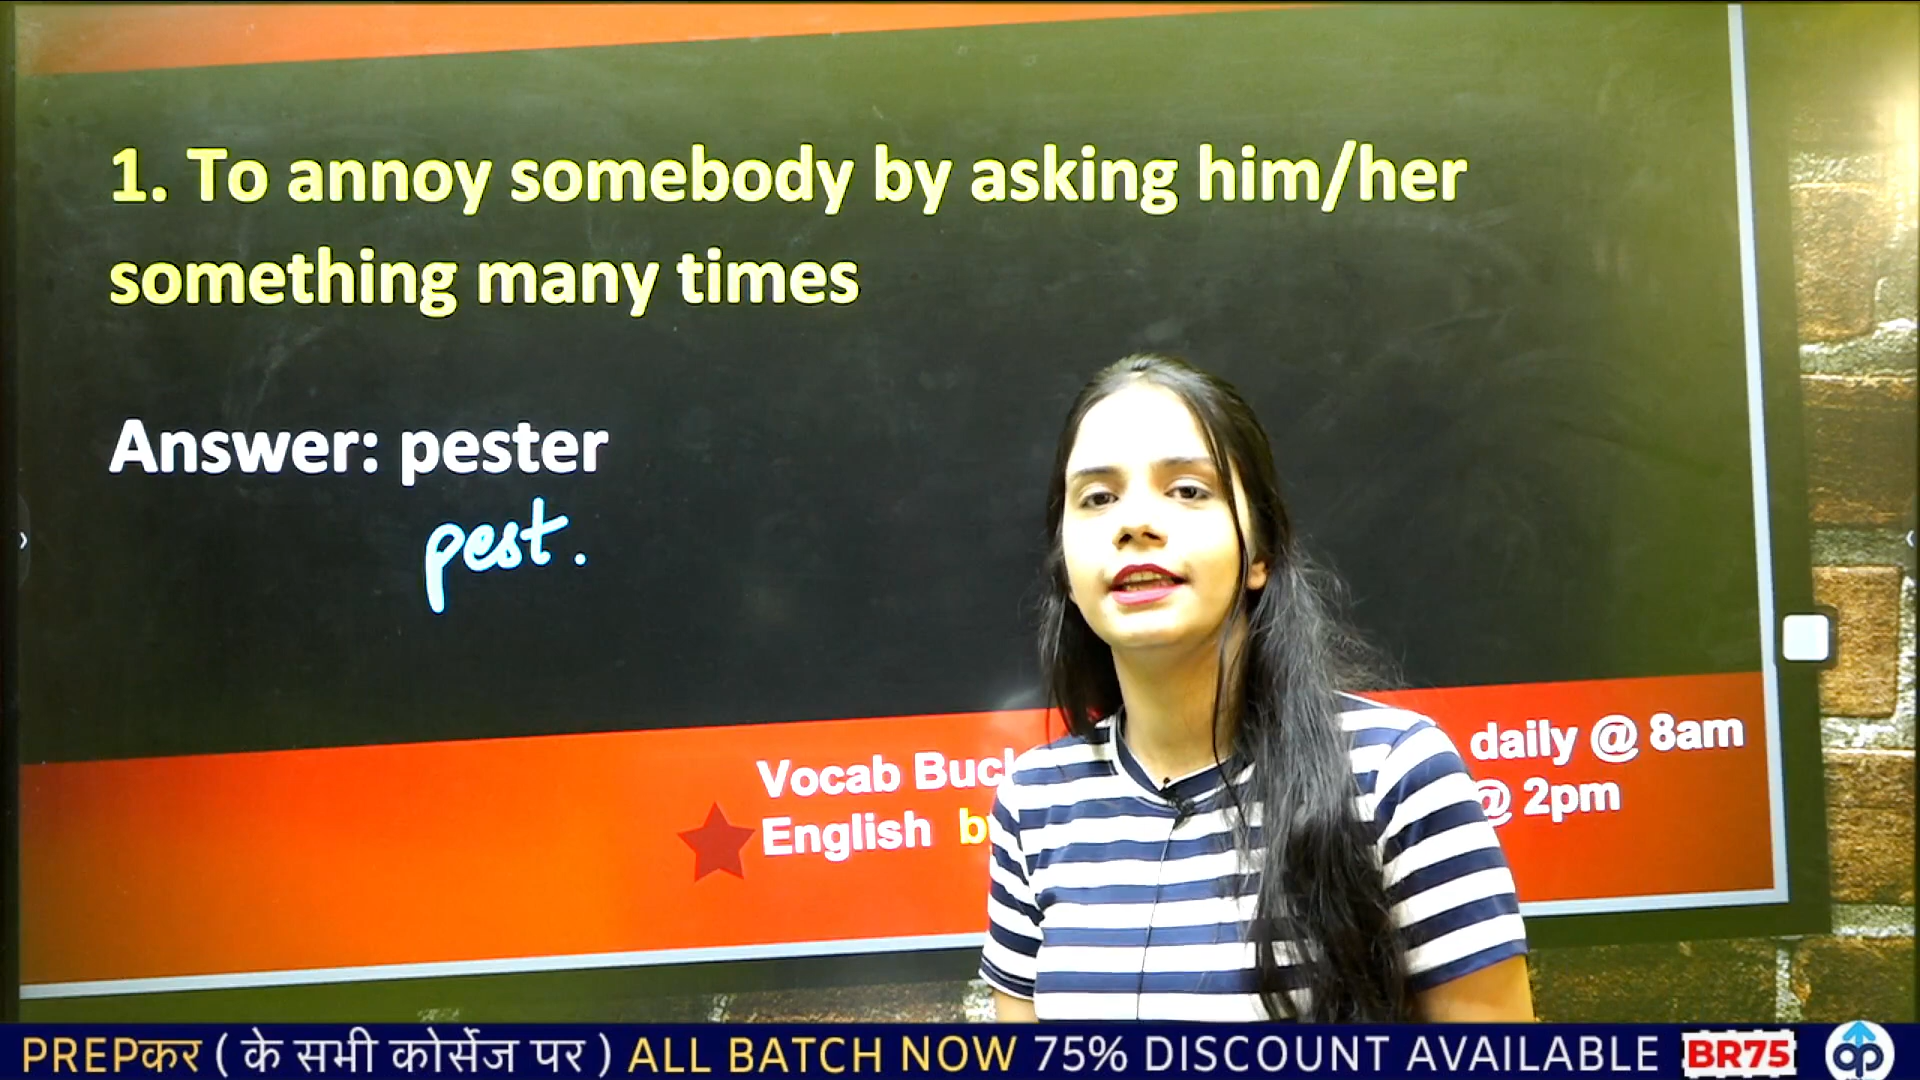 1. To annoy somebody by asking him/her
something many times
Answer: pester
pest.
Vocab daily @ 8am
English @ 2pm
PREPकर ( के सभी कोर्सेज पर ) ALL BATCH NOW 75% DISCOUNT AVAILABLE BR75